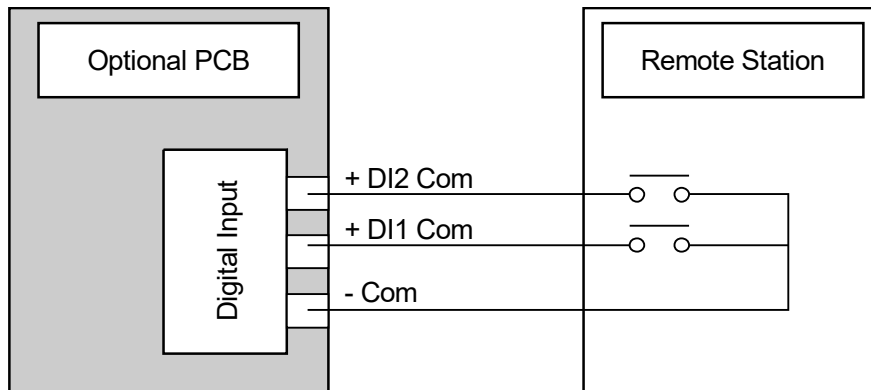 Optional PCB
Remote Station
Digital Input
+ DI2 Com
+ DI1 Com
- Com